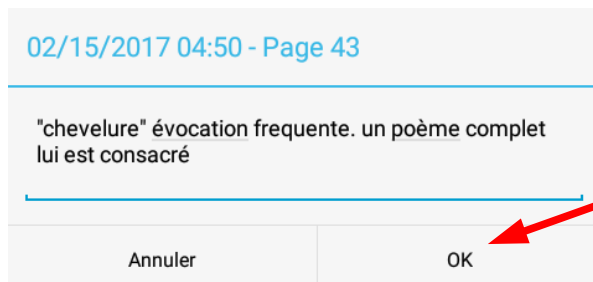 02/15/2017 04:50 - Page 43
"chevelure" évocation frequente. un poème complet
lui est consacré
Annuler
OK